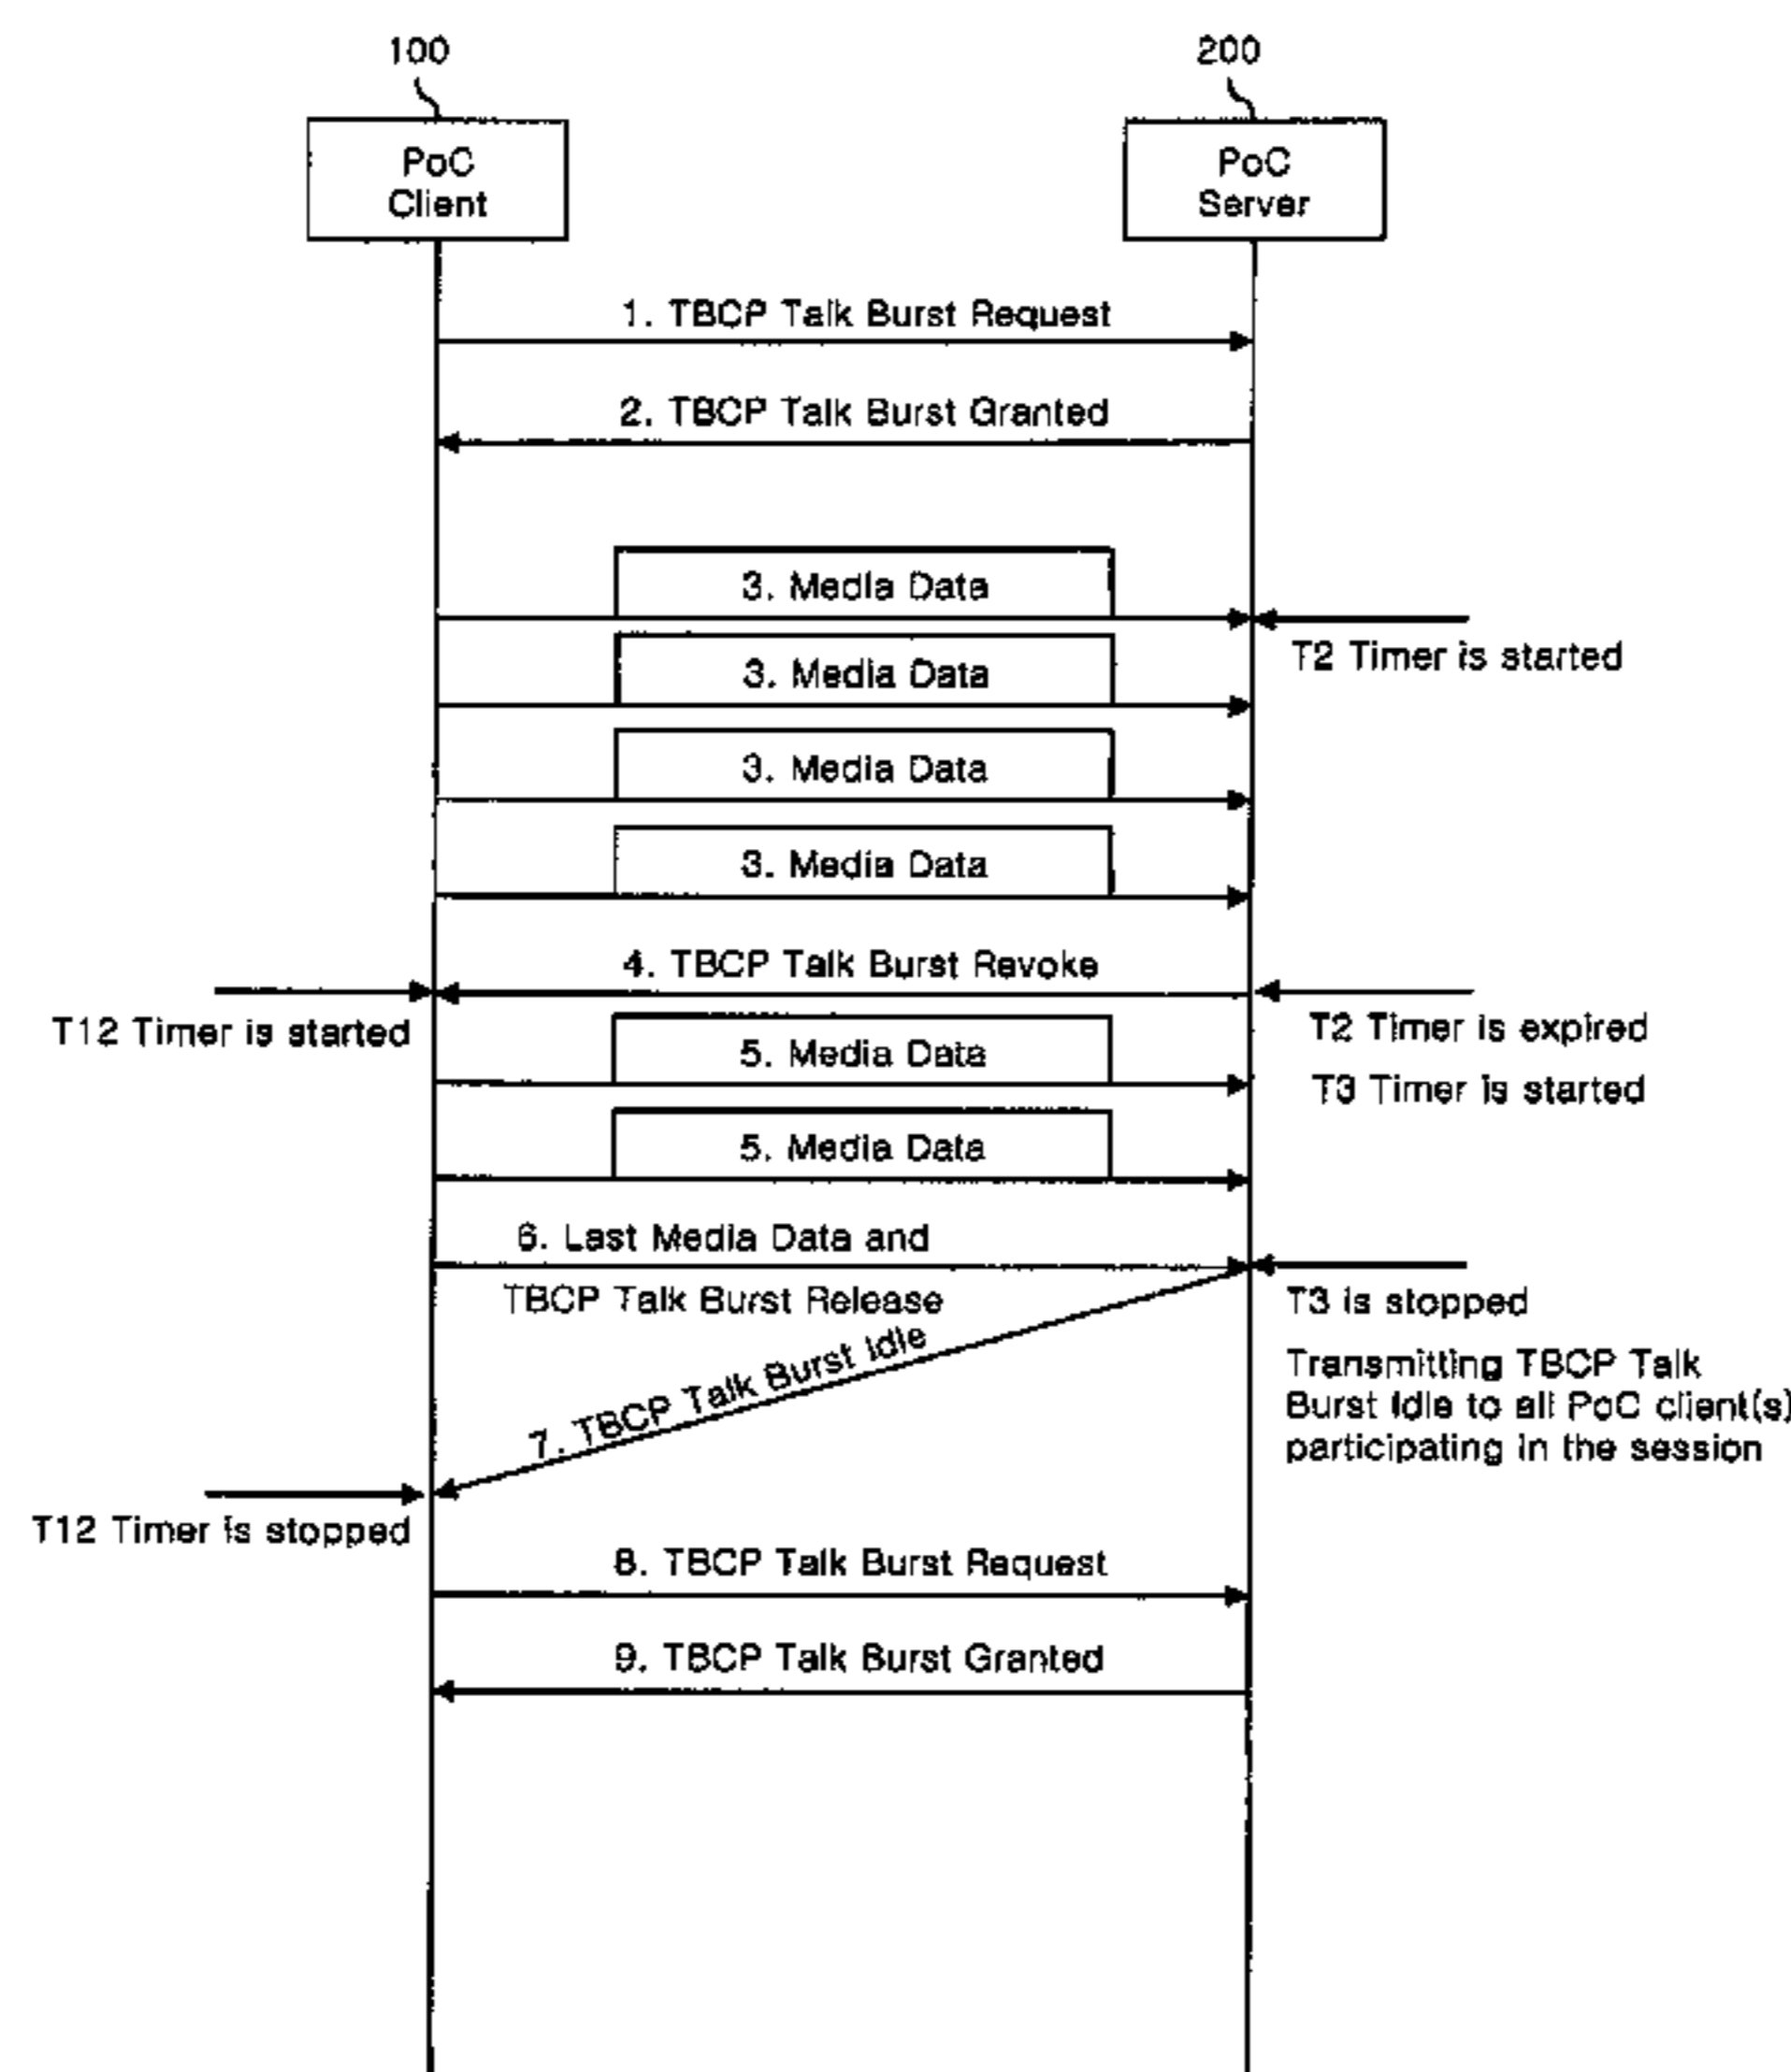 100
200
PoC
Client
PoC
Server
1. TBCP Talk Burst Request
2. TBCP Talk Burst Granted
3. Media Data
T2 Timer is started
3. Media Data
3. Media Data
3. Media Data
4. TBCP Talk Burst Revoke
T12 Timer is started
T2 Timer is expired
5. Media Data
T3 Timer is started
5. Media Data
6. Last Media Data and
TBCP Talk Burst Release
T3 is stopped
7. TBCP Talk Burst Idle
Transmitting TBCP Talk
Burst Idle to all PoC client(s)
participating in the session
T12 Timer is stopped
8. TBCP Talk Burst Request
9. TBCP Talk Burst Granted